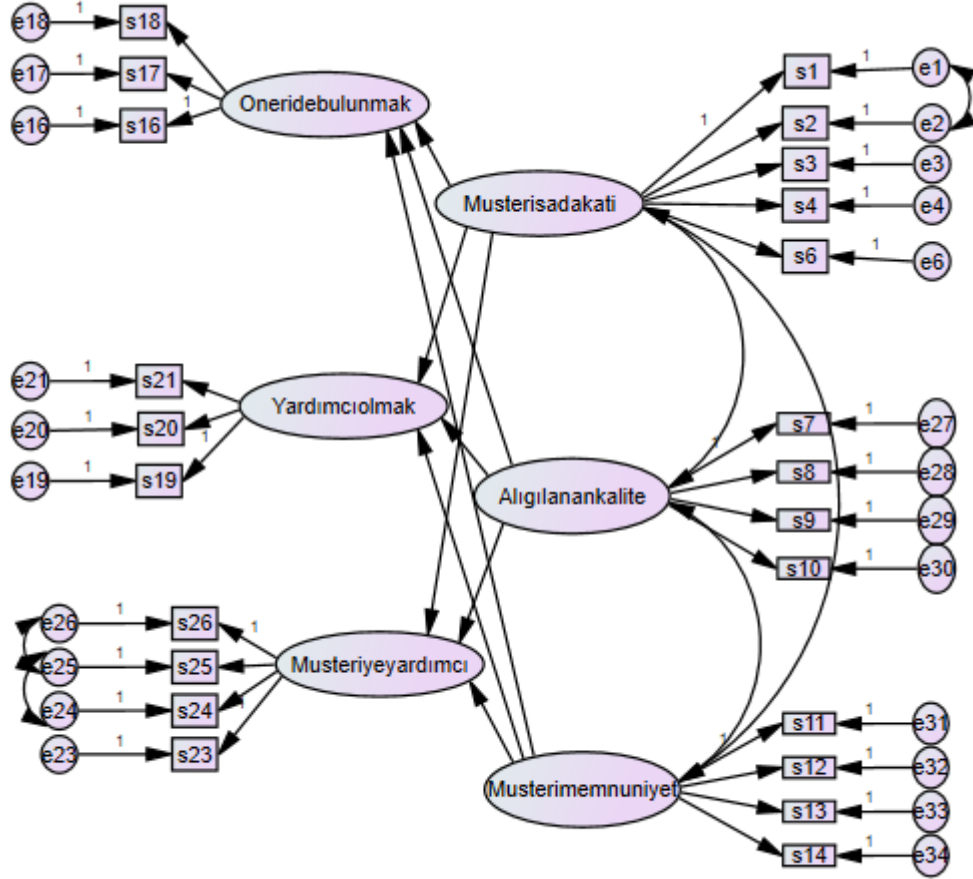 e18 1 s18
e17 1 s17
e16 1 s16 1
Oneridebulunmak
s1 1 e1
1
s2 1 e2
s3 1 e3
s4 1 e4
s6 1 e6
Musterisadakati
e21 1 s21
e20 1 s20
e19 1 s19 1
Yardımcıolmak
s7 1 e27
1
s8 1 e28
s9 1 e29
s10 1 e30
Alıgılanankalite
e26 1 s26 1
e25 1 s25
e24 1 s24 1
e23 1 s23
Musteriyeyardımcı
s11 1 e31
1
s12 1 e32
s13 1 e33
s14 1 e34
Musterimemnuniyet